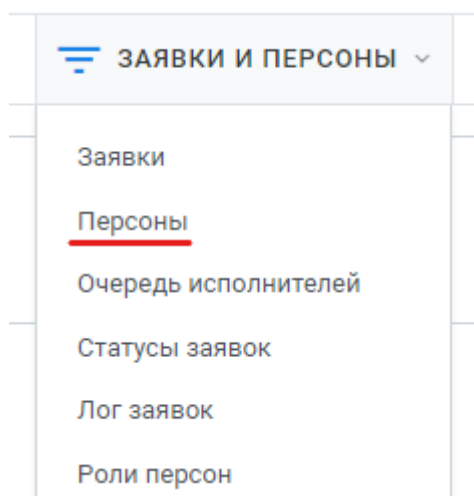 ЗАЯВКИ И ПЕРСОНЫ
Заявки
Персоны
Очередь исполнителей
Статусы заявок
Лог заявок
Роли персон